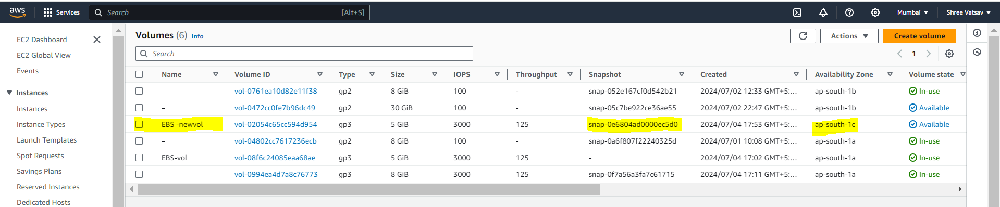 aws Services Search [Alt+S] Mumbai ▼ Shree Vatsav ▼
EC2 Dashboard
EC2 Global View
Events
Instances
Instances
Instance Types
Launch Templates
Spot Requests
Savings Plans
Reserved Instances
Dedicated Hosts
Volumes (6) Info
Actions ▼ Create volume
Search
1
Name Volume ID Type Size IOPS Throughput Snapshot Created Availability Zone Volume state
– vol-0761ea10d82e11f38 gp2 8 GiB 100 - snap-052e167cf0d542b21 2024/07/02 12:33 GMT+5:... ap-south-1b In-use
– vol-0472cc0fe7b96dc49 gp2 30 GiB 100 - snap-05c7be922ce36ae55 2024/07/02 22:47 GMT+5:... ap-south-1b Available
EBS -newvol vol-02054c65cc594d954 gp3 5 GiB 3000 125 snap-0e6804ad0000ec5d0 2024/07/04 17:53 GMT+5:... ap-south-1c Available
– vol-04802cc7617236ecb gp2 8 GiB 100 - snap-0a6f807f22240325d 2024/07/01 10:08 GMT+5:... ap-south-1a In-use
EBS-vol vol-08f6c24085eaa68ae gp3 5 GiB 3000 125 - 2024/07/04 17:02 GMT+5:... ap-south-1a In-use
– vol-0994ea4d7a8c76773 gp3 8 GiB 3000 125 snap-0f7a56a3fa7c61715 2024/07/04 17:11 GMT+5:... ap-south-1a In-use